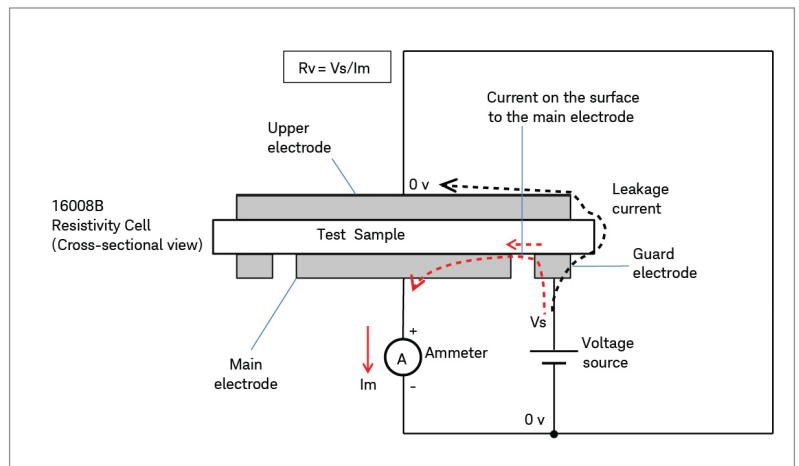 Rv = Vs/Im
Current on the surface
to the main electrode
Upper
electrode
0 v
Leakage
current
16008B
Resistivity Cell
(Cross-sectional view)
Test Sample
Guard
electrode
Vs
+
A
Ammeter
-
Voltage
source
Main
electrode
Im
0 v